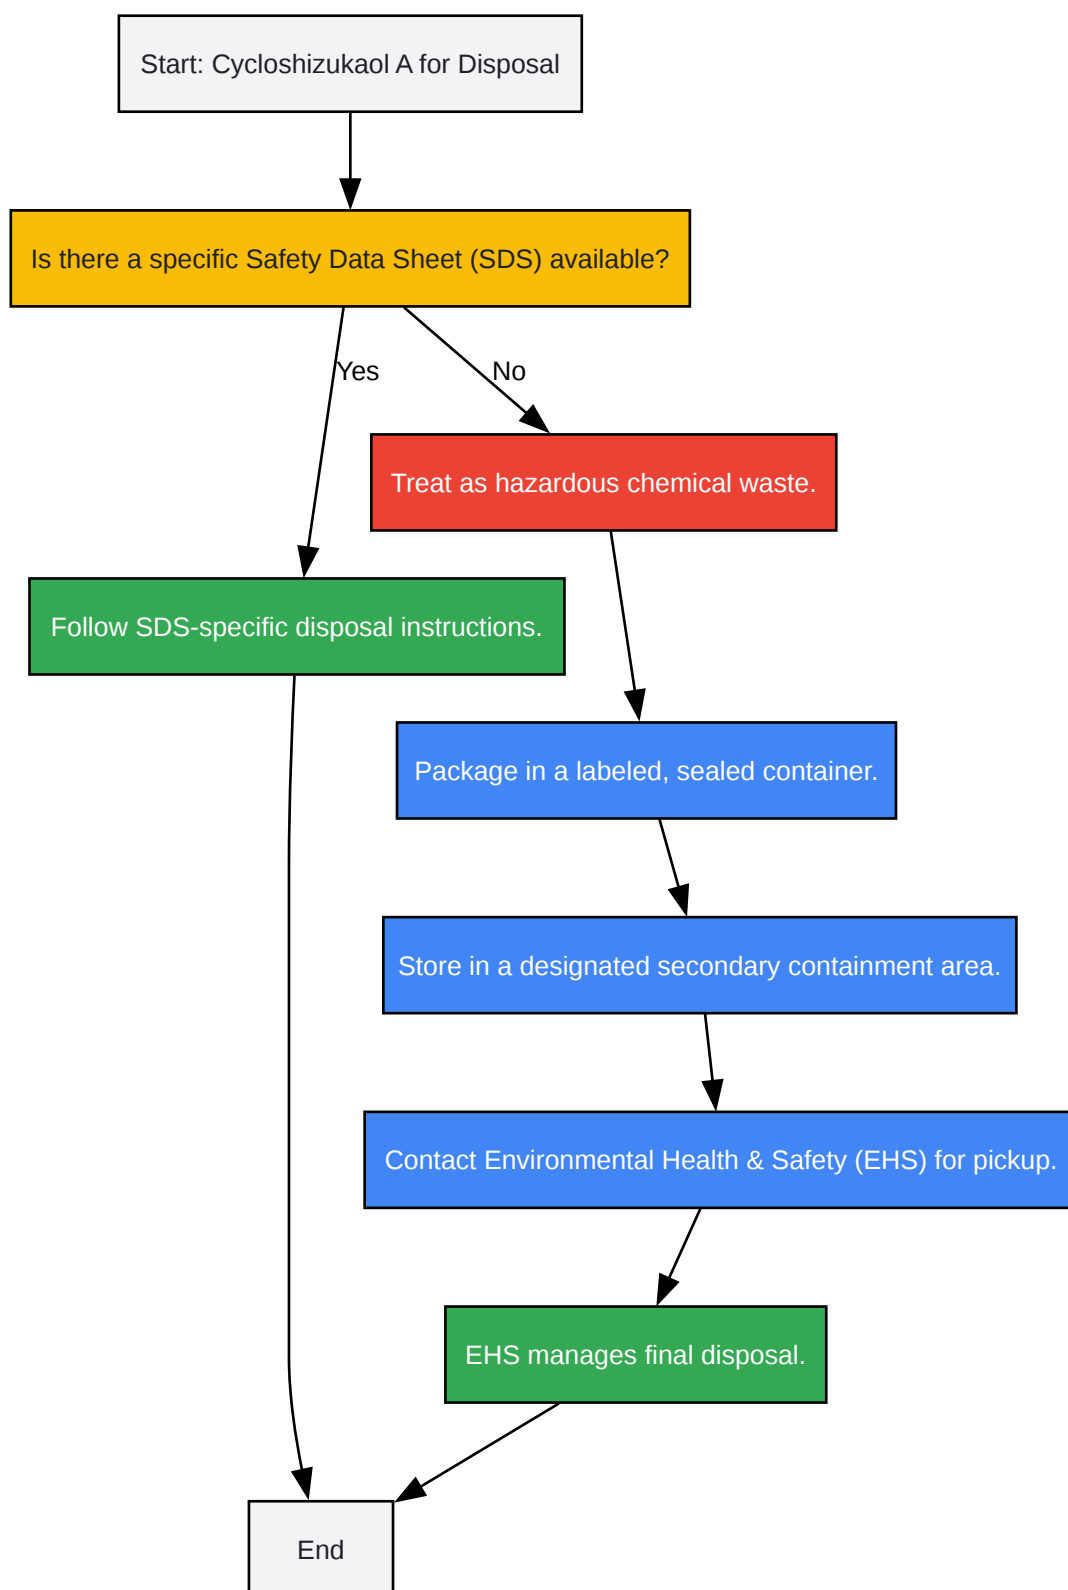 Start: Cycloshizukaol A for Disposal
Is there a specific Safety Data Sheet (SDS) available?
Yes
No
Treat as hazardous chemical waste.
Follow SDS-specific disposal instructions.
Package in a labeled, sealed container.
Store in a designated secondary containment area.
Contact Environmental Health & Safety (EHS) for pickup.
EHS manages final disposal.
End